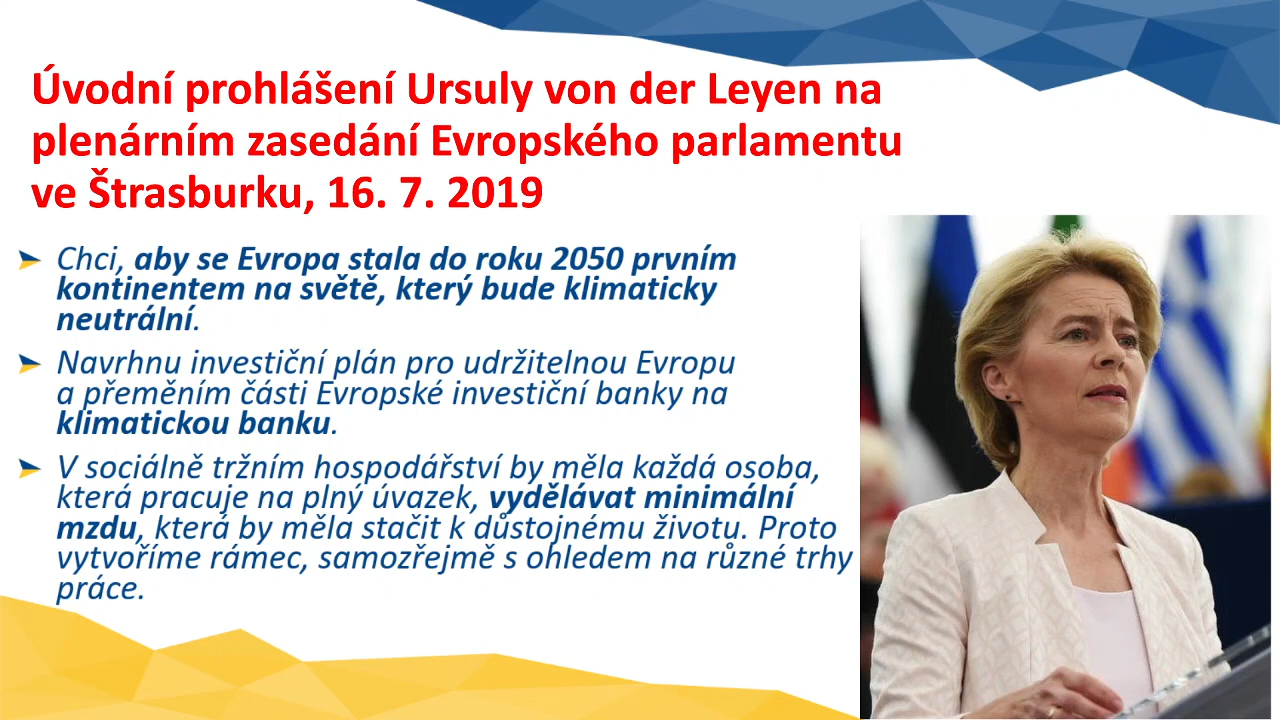 Úvodní prohlášení Ursuly von der Leyen na
plenárním zasedání Evropského parlamentu
ve Štrasburku, 16. 7. 2019
Chci, aby se Evropa stala do roku 2050 prvním
kontinentem na světě, který bude klimaticky
neutrální.
Navrhnu investiční plán pro udržitelnou Evropu
a přeměním části Evropské investiční banky na
klimatickou banku.
V sociálně tržním hospodářství by měla každá osoba,
která pracuje na plný úvazek, vydělávat minimální
mzdu, která by měla stačit k důstojnému životu. Proto
vytvoříme rámec, samozřejmě s ohledem na různé trhy
práce.